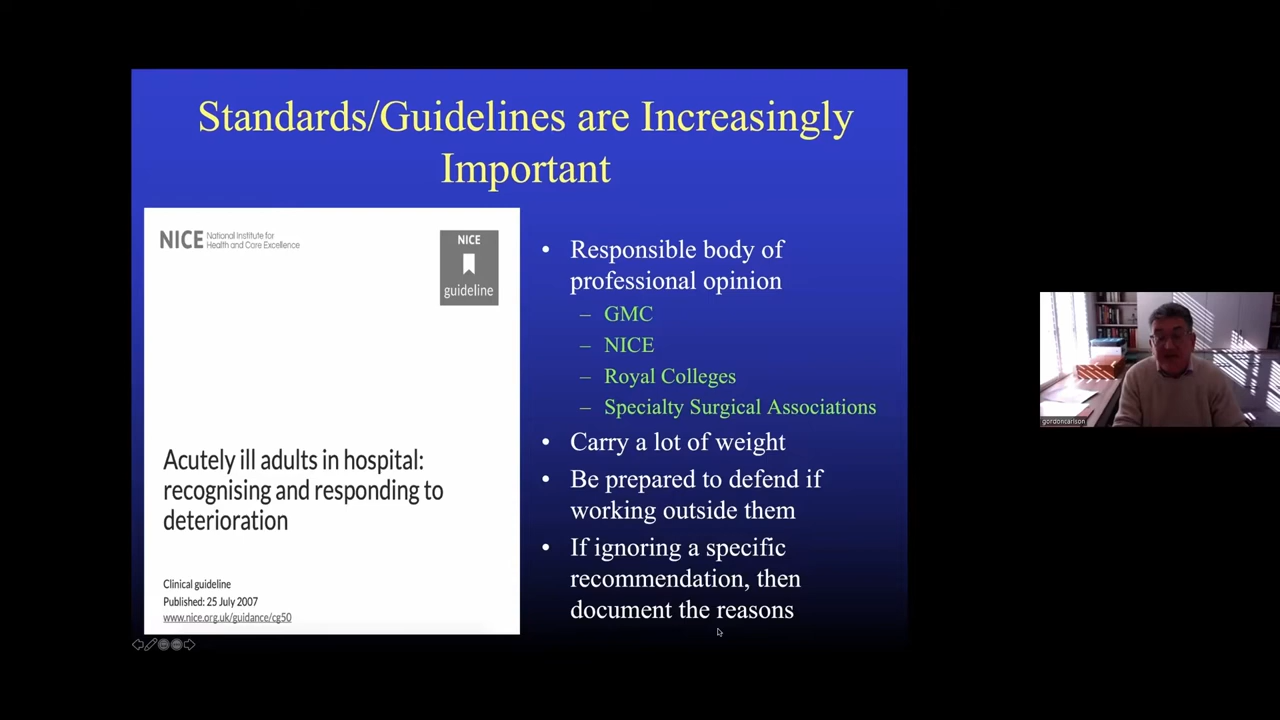 Standards/Guidelines are Increasingly
Important
NICE National Institute for
Health and Care Excellence
NICE
guideline
Acutely ill adults in hospital:
recognising and responding to
deterioration
Clinical guideline
Published: 25 July 2007
www.nice.org.uk/guidance/cg50
• Responsible body of
professional opinion
– GMC
– NICE
– Royal Colleges
– Specialty Surgical Associations
• Carry a lot of weight
• Be prepared to defend if
working outside them
• If ignoring a specific
recommendation, then
document the reasons
gordoncarlson